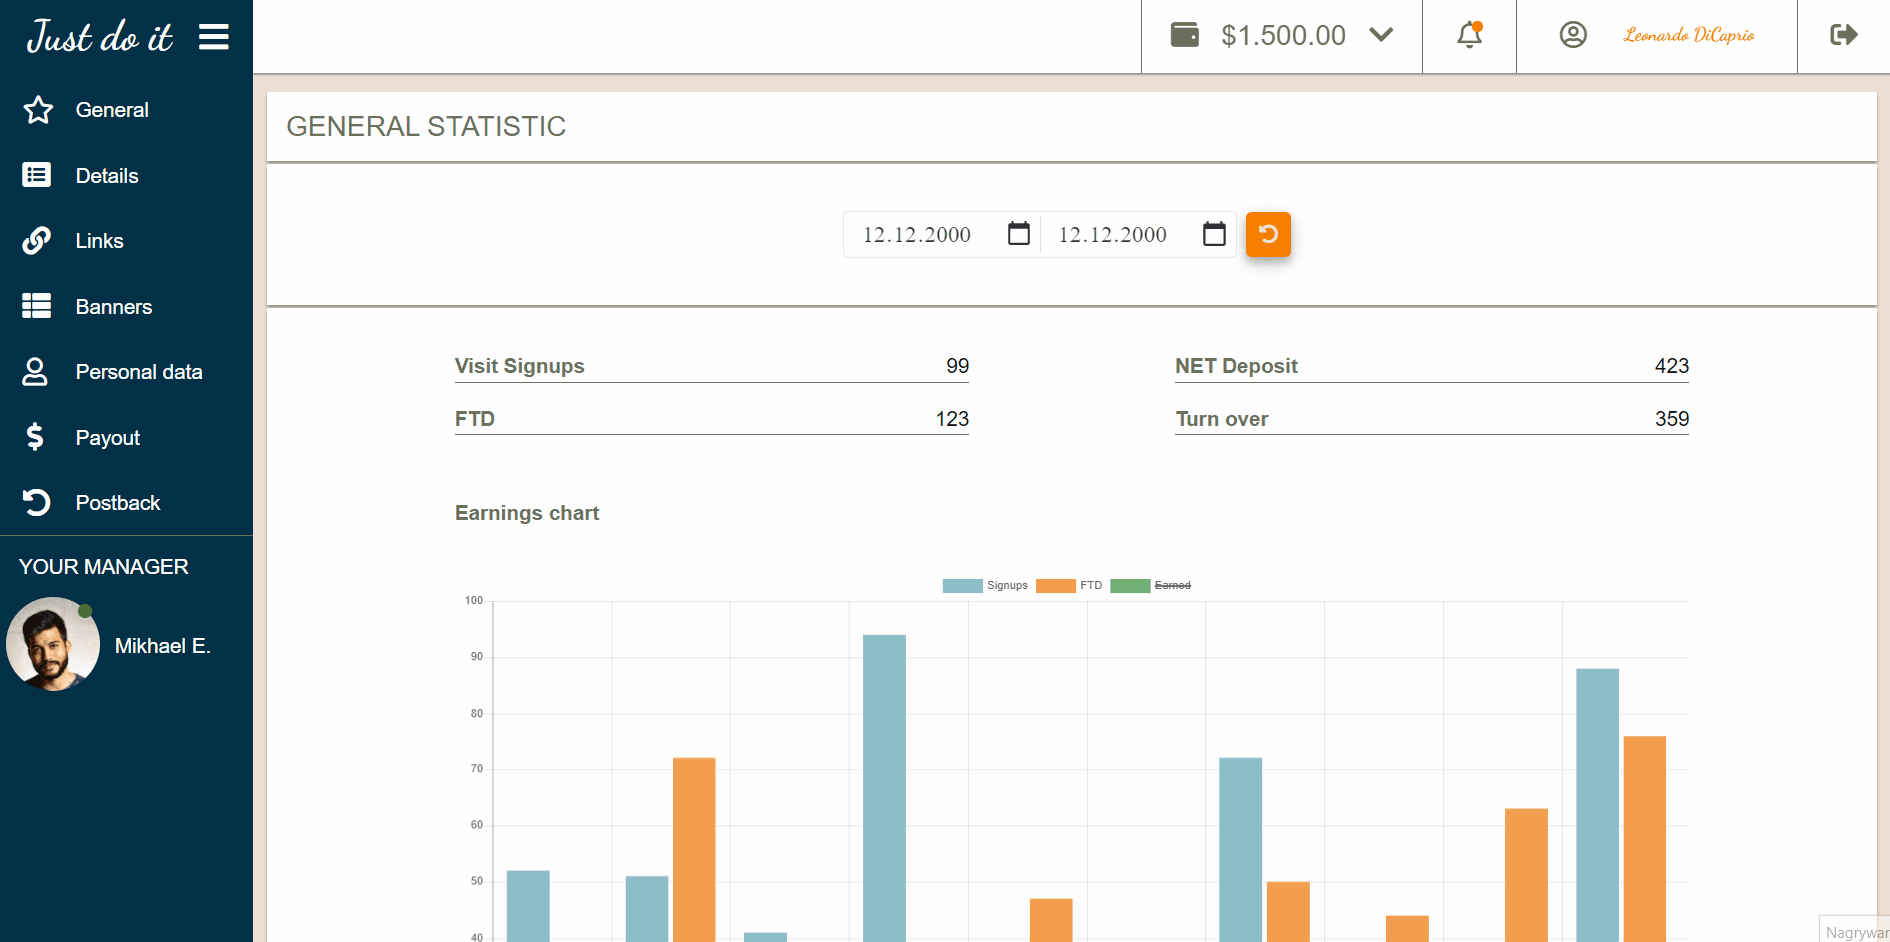 Just do it
$1.500.00
Leonardo DiCaprio
General
Details
Links
Banners
Personal data
Payout
Postback
YOUR MANAGER
Mikhael E.
GENERAL STATISTIC
12.12.2000 12.12.2000
Visit Signups 99
NET Deposit 423
FTD 123
Turn over 359
Earnings chart
Signups FTD Earned
100
90
80
70
60
50
40